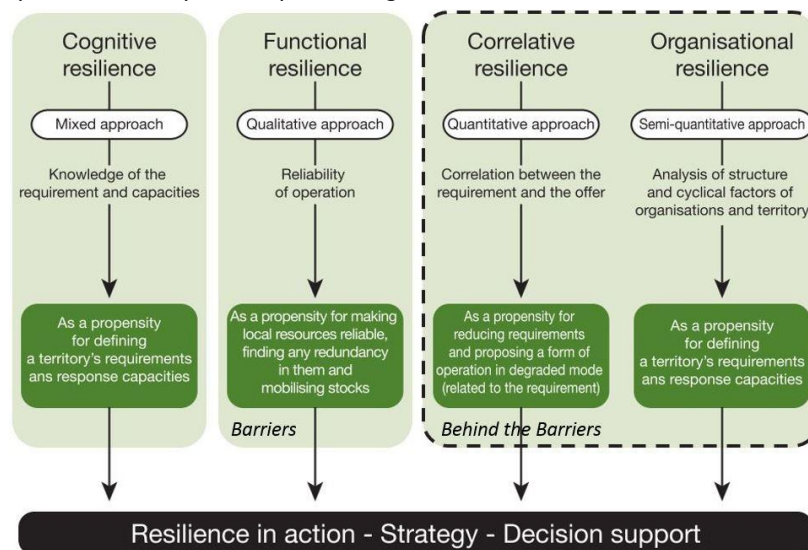 Cognitive
resilience
Mixed approach
Knowledge of the
requirement and capacities
As a propensity
for defining
a territory's requirements
ans response capacities
Functional
resilience
Qualitative approach
Reliability
of operation
As a propensity for making
local resources reliable,
finding any redundancy
in them and
mobilising stocks
Barriers
Correlative
resilience
Quantitative approach
Correlation between the
requirement and the offer
As a propensity for
reducing requirements
and proposing a form of
operation in degraded mode
(related to the requirement)
Behind the Barriers
Organisational
resilience
Semi-quantitative approach
Analysis of structure
and cyclical factors of
organisations and territory
As a propensity
for defining
a territory's requirements
ans response capacities
Resilience in action - Strategy - Decision support